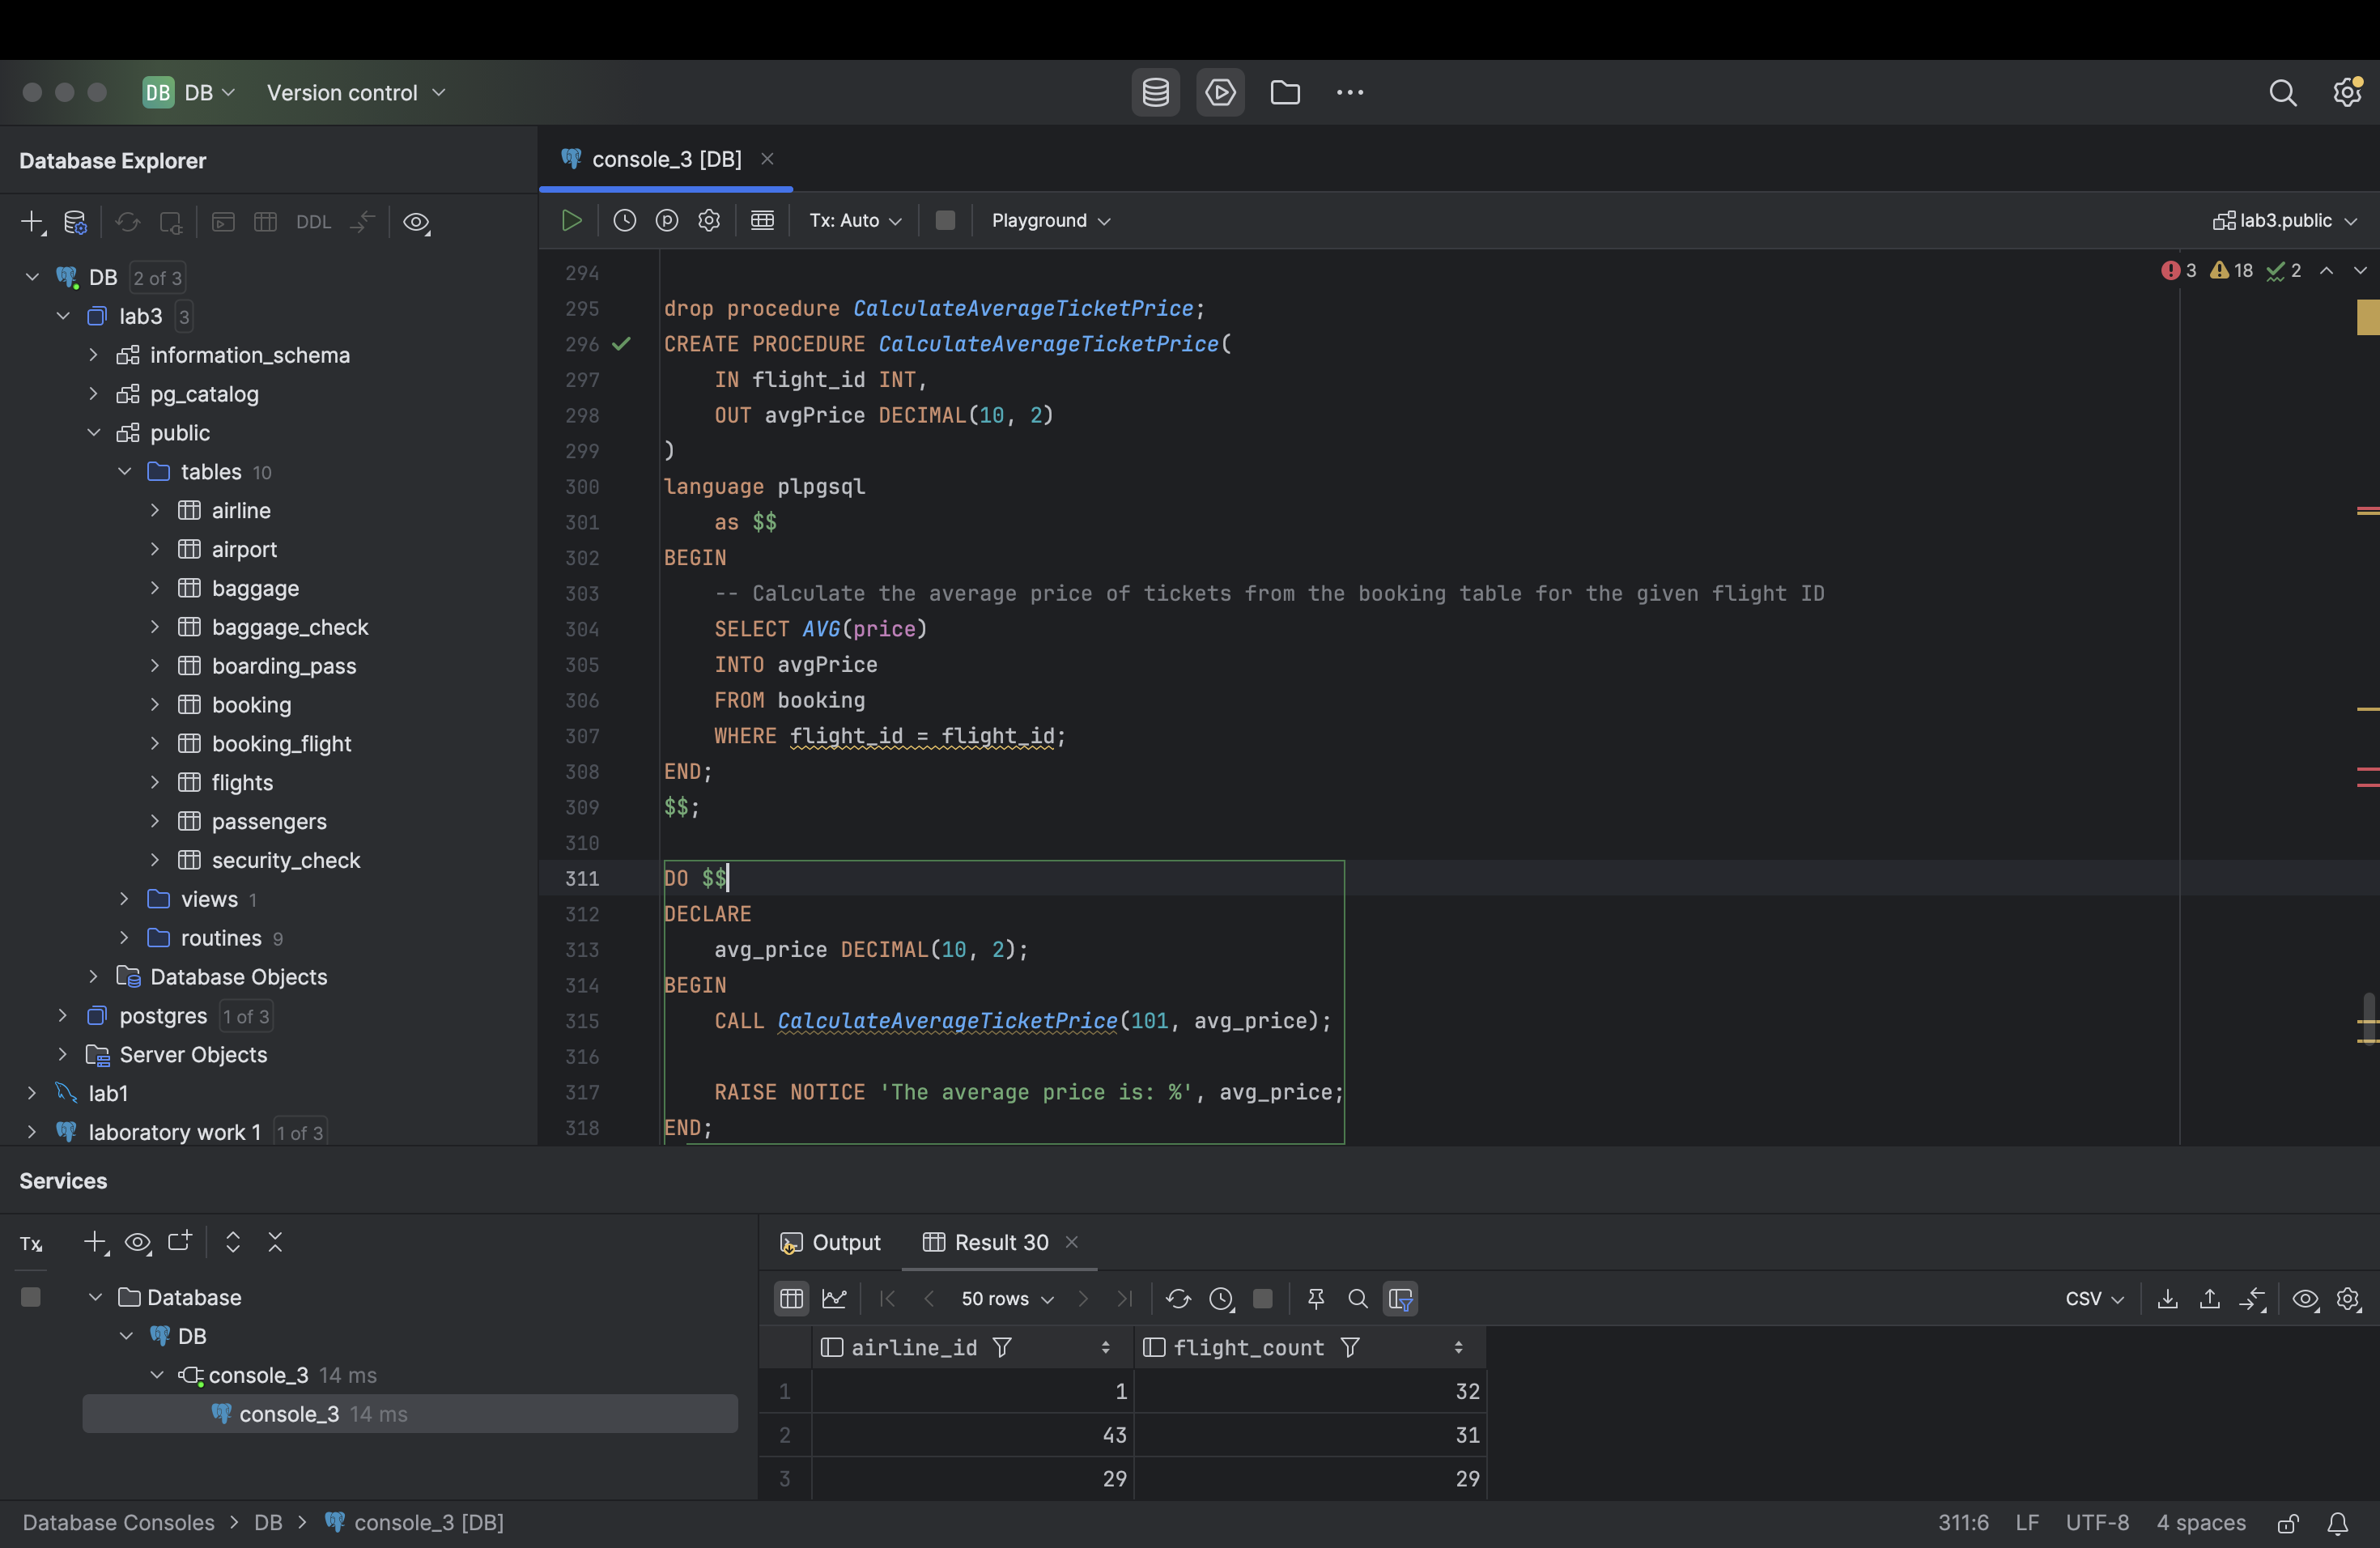 DB DB Version control
Database Explorer
console_3 [DB]
DDL
Tx: Auto Playground lab3.public
DB 2 of 3
lab3 3
information_schema
pg_catalog
public
tables 10
airline
airport
baggage
baggage_check
boarding_pass
booking
booking_flight
flights
passengers
security_check
views 1
routines 9
Database Objects
postgres 1 of 3
Server Objects
lab1
laboratory work 1 1 of 3
3 18 2
294
295 drop procedure CalculateAverageTicketPrice;
296 CREATE PROCEDURE CalculateAverageTicketPrice(
297     IN flight_id INT,
298     OUT avgPrice DECIMAL(10, 2)
299 )
300 language plpgsql
301     as $$
302 BEGIN
303     -- Calculate the average price of tickets from the booking table for the given flight ID
304     SELECT AVG(price)
305     INTO avgPrice
306     FROM booking
307     WHERE flight_id = flight_id;
308 END;
309 $$;
310
311 DO $$
312 DECLARE
313     avg_price DECIMAL(10, 2);
314 BEGIN
315     CALL CalculateAverageTicketPrice(101, avg_price);
316
317     RAISE NOTICE 'The average price is: %', avg_price;
318 END;
Services
Tx
Database
DB
console_3 14 ms
console_3 14 ms
Output Result 30
50 rows CSV
airline_id flight_count
1 1 32
2 43 31
3 29 29
Database Consoles > DB > console_3 [DB]
311:6 LF UTF-8 4 spaces